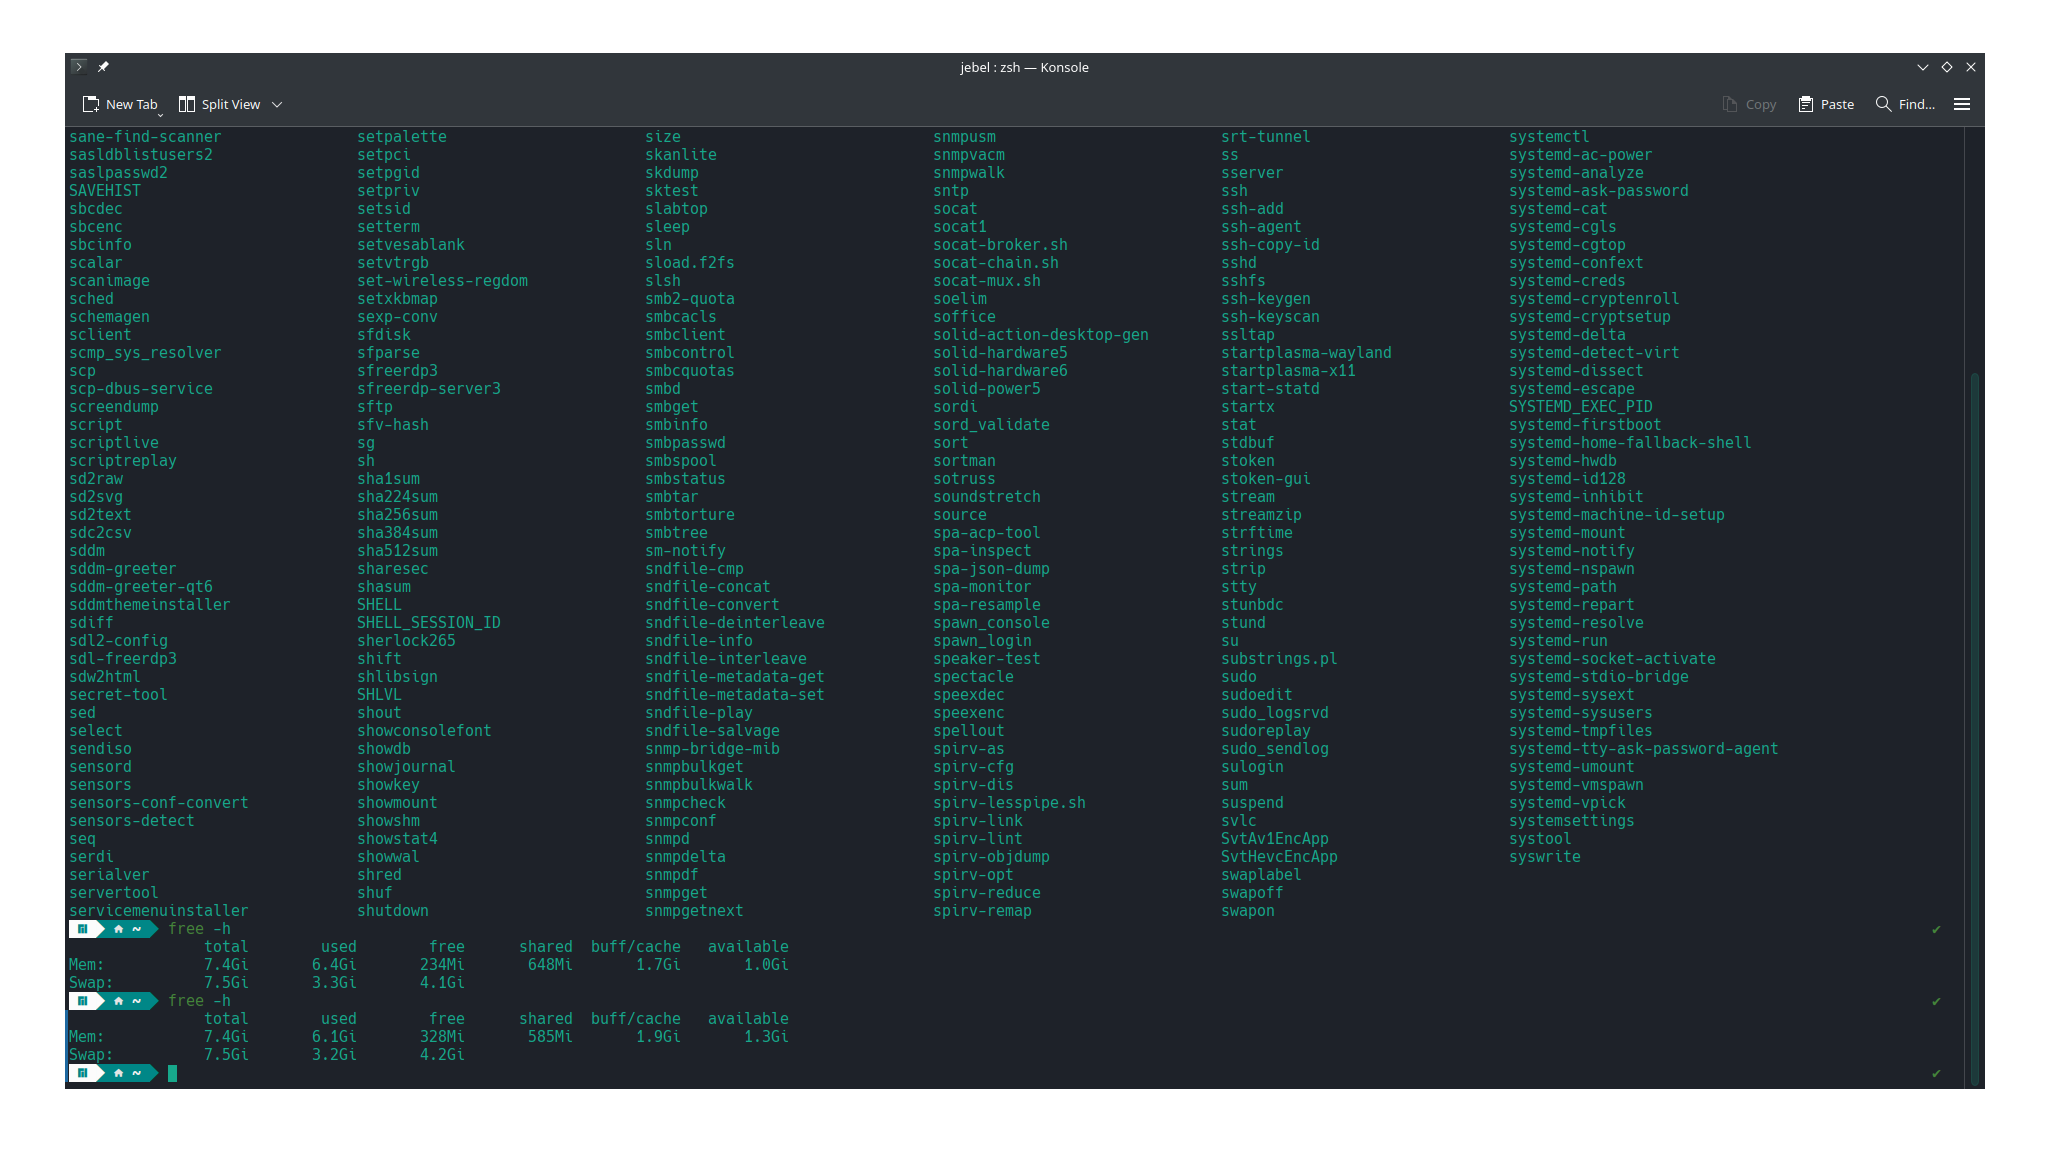 jebel : zsh — Konsole
New Tab Split View Copy Paste Find...
sane-find-scanner setpalette size snmpusm srt-tunnel systemctl
sasldblistusers2 setpci skanlite snmpvacm ss systemd-ac-power
saslpasswd2 setpgid skdump snmpwalk sserver systemd-analyze
SAVEHIST setpriv sktest sntp ssh systemd-ask-password
sbcdec setsid slabtop socat ssh-add systemd-cat
sbcenc setterm sleep socat1 ssh-agent systemd-cgls
sbcinfo setvesablank sln socat-broker.sh ssh-copy-id systemd-cgtop
scalar setvtrgb sload.f2fs socat-chain.sh sshd systemd-confext
scanimage set-wireless-regdom slsh socat-mux.sh sshfs systemd-creds
sched setxkbmap smb2-quota soelim ssh-keygen systemd-cryptenroll
schemagen sexp-conv smbcacls soffice ssh-keyscan systemd-cryptsetup
sclient sfdisk smbclient solid-action-desktop-gen ssltap systemd-delta
scmp_sys_resolver sfparse smbcontrol solid-hardware5 startplasma-wayland systemd-detect-virt
scp sfreerdp3 smbcquotas solid-hardware6 startplasma-x11 systemd-dissect
scp-dbus-service sfreerdp-server3 smbd solid-power5 start-statd systemd-escape
screendump sftp smbget sordi startx SYSTEMD_EXEC_PID
script sfv-hash smbinfo sord_validate stat systemd-firstboot
scriptlive sg smbpasswd sort stdbuf systemd-home-fallback-shell
scriptreplay sh smbspool sortman stoken systemd-hwdb
sd2raw sha1sum smbstatus sotruss stoken-gui systemd-id128
sd2svg sha224sum smbtar soundstretch stream systemd-inhibit
sd2text sha256sum smbtorture source streamzip systemd-machine-id-setup
sdc2csv sha384sum smbtree spa-acp-tool strftime systemd-mount
sddm sha512sum sm-notify spa-inspect strings systemd-notify
sddm-greeter sharesec sndfile-cmp spa-json-dump strip systemd-nspawn
sddm-greeter-qt6 shasum sndfile-concat spa-monitor stty systemd-path
sddmthemeinstaller SHELL sndfile-convert spa-resample stunbdc systemd-repart
sdiff SHELL_SESSION_ID sndfile-deinterleave spawn_console stund systemd-resolve
sdl2-config sherlock265 sndfile-info spawn_login su systemd-run
sdl-freerdp3 shift sndfile-interleave speaker-test substrings.pl systemd-socket-activate
sdw2html shlibsign sndfile-metadata-get spectacle sudo systemd-stdio-bridge
secret-tool SHLVL sndfile-metadata-set speexdec sudoedit systemd-sysext
sed shout sndfile-play speexenc sudo_logsrvd systemd-sysusers
select showconsolefont sndfile-salvage spellout sudoreplay systemd-tmpfiles
sendiso showdb snmp-bridge-mib spirv-as sudo_sendlog systemd-tty-ask-password-agent
sensord showjournal snmpbulkget spirv-cfg sulogin systemd-umount
sensors showkey snmpbulkwalk spirv-dis sum systemd-vmspawn
sensors-conf-convert showmount snmpcheck spirv-lesspipe.sh suspend systemd-vpick
sensors-detect showshm snmpconf spirv-link svlc systemsettings
seq showstat4 snmpd spirv-lint SvtAv1EncApp systool
serdi showwal snmpdelta spirv-objdump SvtHevcEncApp syswrite
serialver shred snmpdf spirv-opt swaplabel
servertool shuf snmpget spirv-reduce swapoff
servicemenuinstaller shutdown snmpgetnext spirv-remap swapon
~ free -h ✔
total used free shared buff/cache available
Mem: 7.4Gi 6.4Gi 234Mi 648Mi 1.7Gi 1.0Gi
Swap: 7.5Gi 3.3Gi 4.1Gi
~ free -h ✔
total used free shared buff/cache available
Mem: 7.4Gi 6.1Gi 328Mi 585Mi 1.9Gi 1.3Gi
Swap: 7.5Gi 3.2Gi 4.2Gi
~ ✔